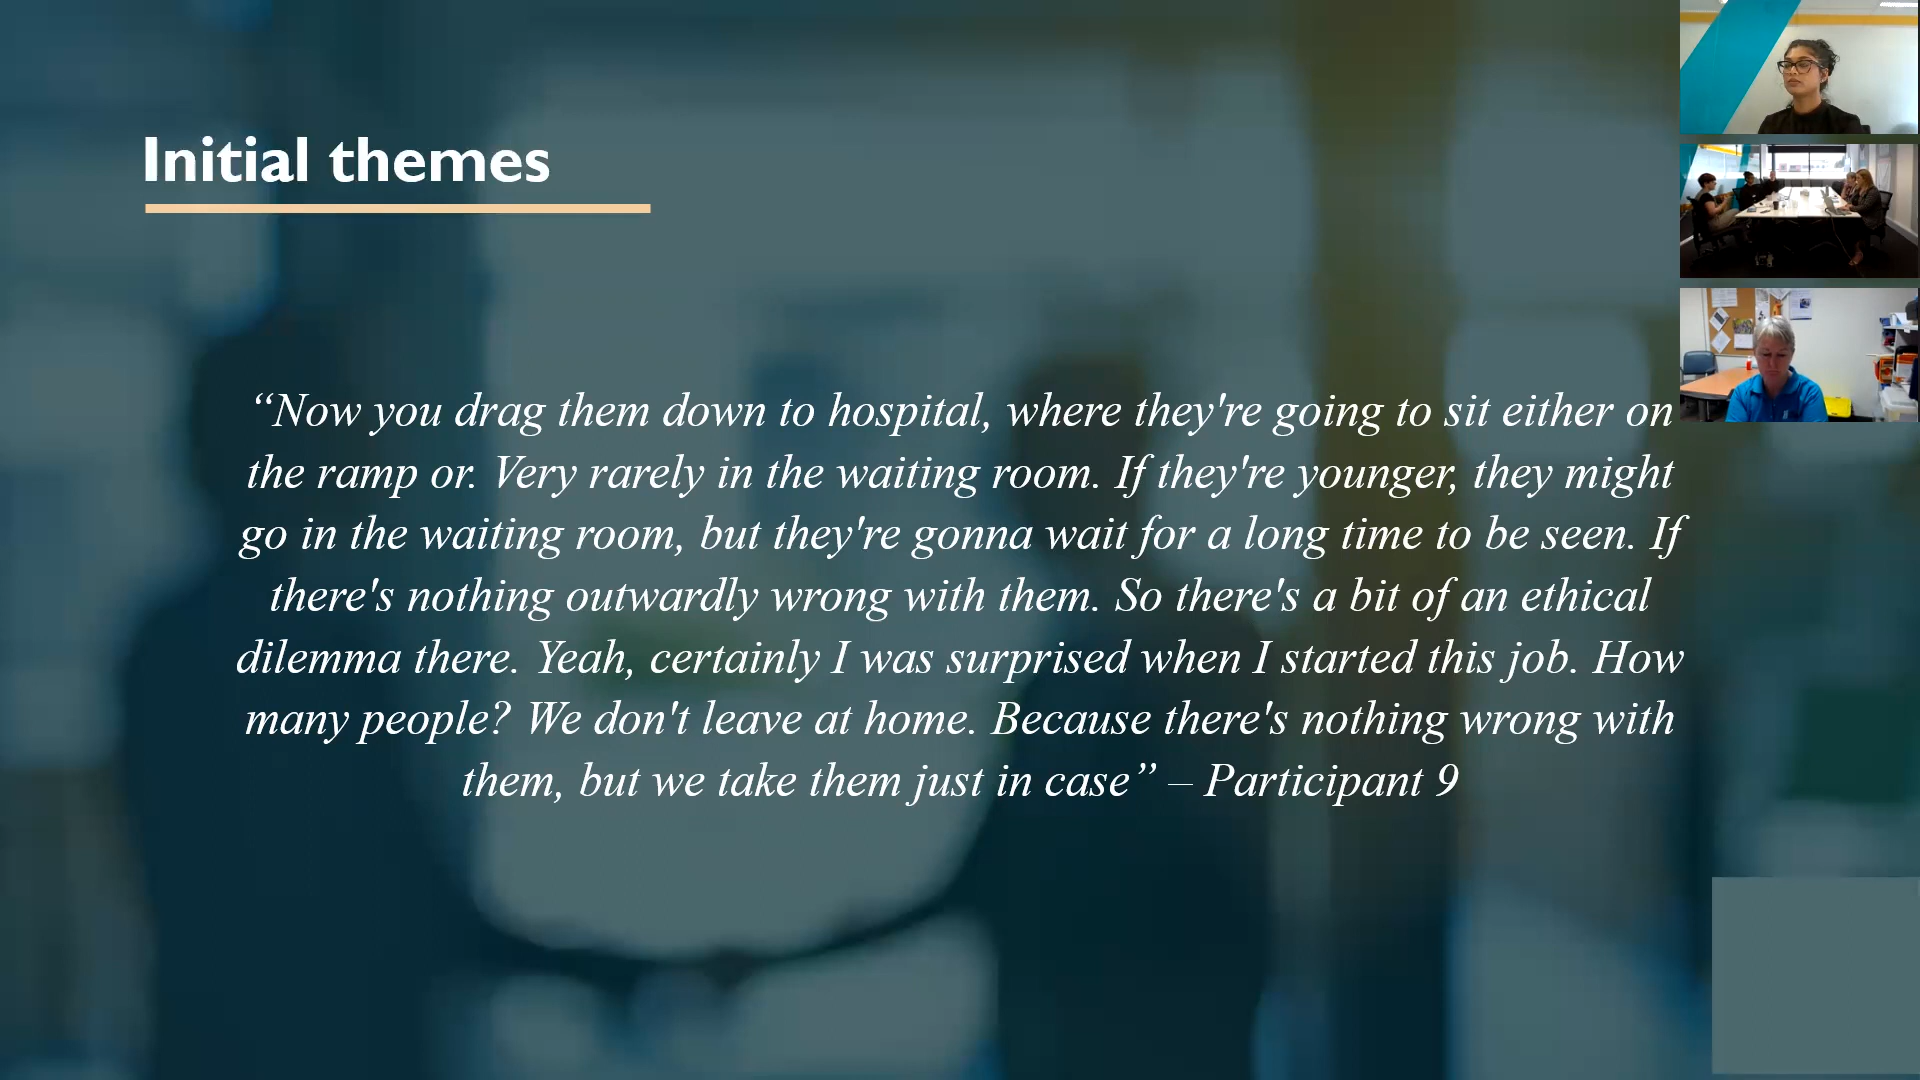 Initial themes
“Now you drag them down to hospital, where they're going to sit either on
the ramp or. Very rarely in the waiting room. If they're younger, they might
go in the waiting room, but they're gonna wait for a long time to be seen. If
there's nothing outwardly wrong with them. So there's a bit of an ethical
dilemma there. Yeah, certainly I was surprised when I started this job. How
many people? We don't leave at home. Because there's nothing wrong with
them, but we take them just in case” – Participant 9